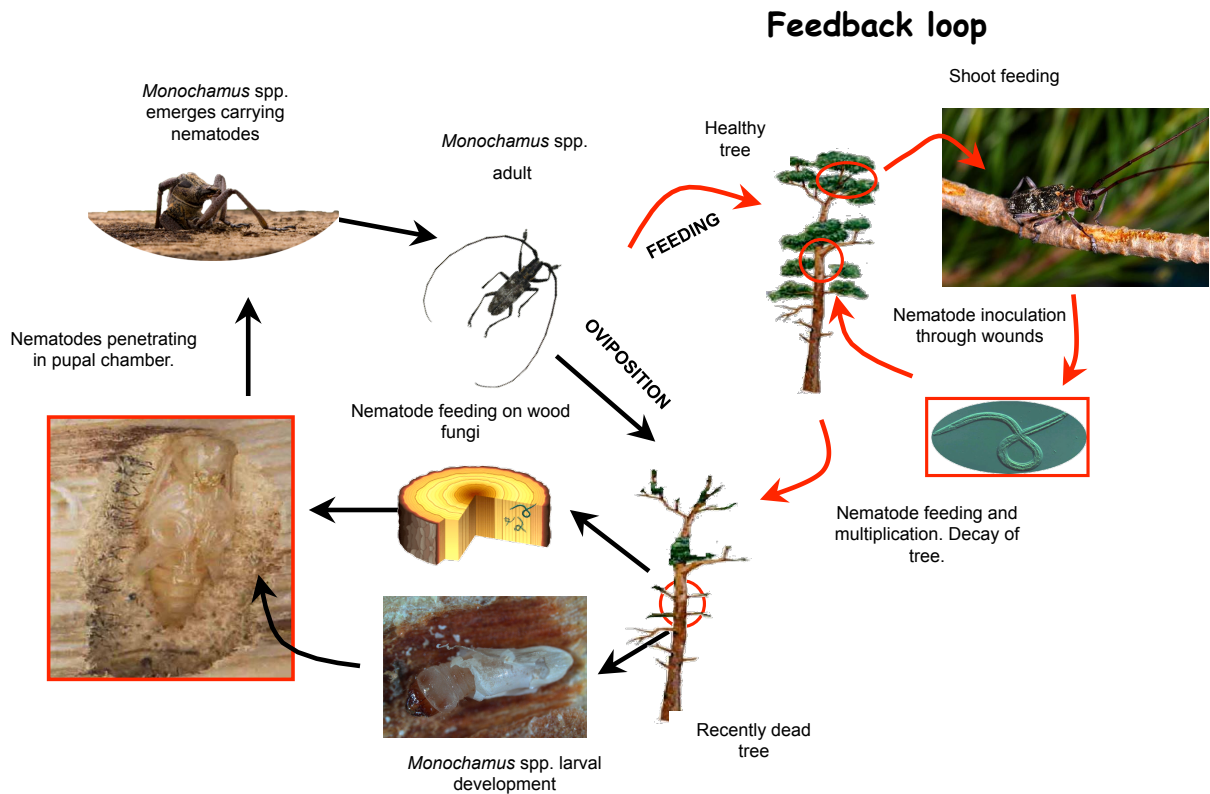 Feedback loop
Shoot feeding
Monochamus spp.
emerges carrying
nematodes
Monochamus spp.
adult
Healthy
tree
FEEDING
Nematode inoculation
through wounds
Nematodes penetrating
in pupal chamber.
OVIPOSITION
Nematode feeding on wood
fungi
Nematode feeding and
multiplication. Decay of
tree.
Recently dead
tree
Monochamus spp. larval
development